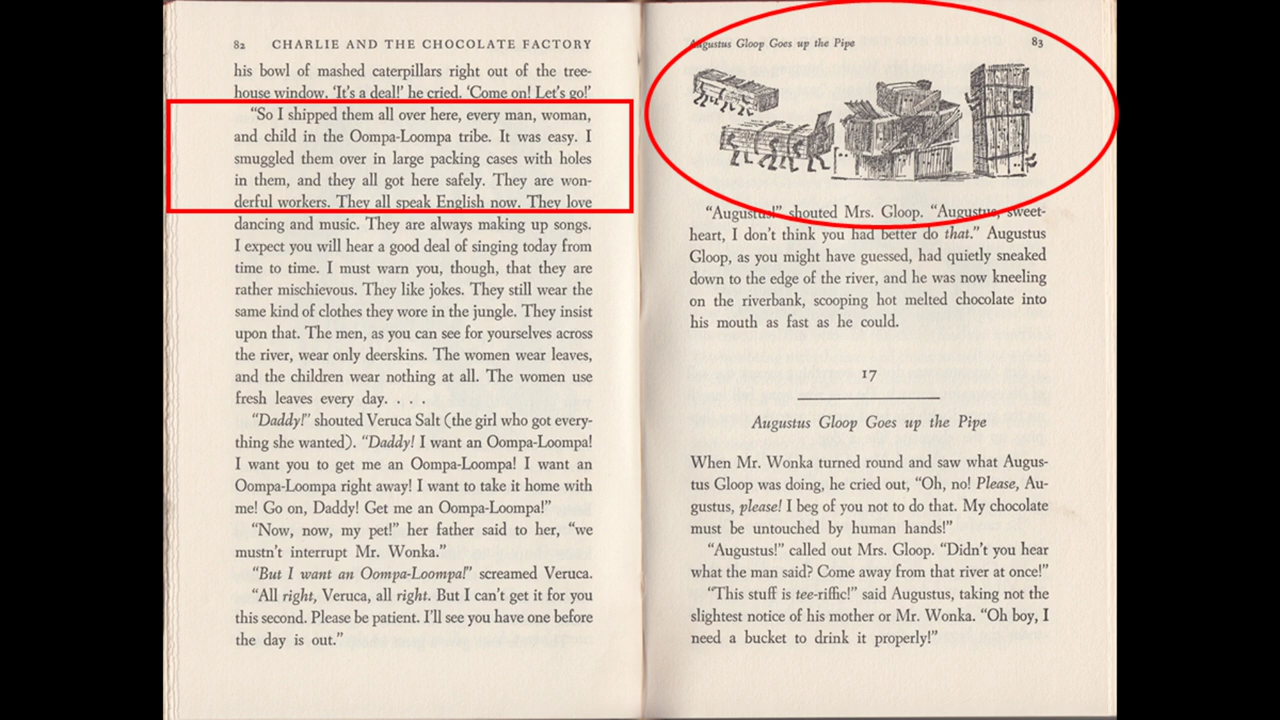 82 CHARLIE AND THE CHOCOLATE FACTORY
his bowl of mashed caterpillars right out of the tree-
house window. ‘It’s a deal!’ he cried. ‘Come on! Let’s go!’
“So I shipped them all over here, every man, woman,
and child in the Oompa-Loompa tribe. It was easy. I
smuggled them over in large packing cases with holes
in them, and they all got here safely. They are won-
derful workers. They all speak English now. They love
dancing and music. They are always making up songs.
I expect you will hear a good deal of singing today from
time to time. I must warn you, though, that they are
rather mischievous. They like jokes. They still wear the
same kind of clothes they wore in the jungle. They insist
upon that. The men, as you can see for yourselves across
the river, wear only deerskins. The women wear leaves,
and the children wear nothing at all. The women use
fresh leaves every day. . . .
“Daddy!” shouted Veruca Salt (the girl who got every-
thing she wanted). “Daddy! I want an Oompa-Loompa!
I want you to get me an Oompa-Loompa! I want an
Oompa-Loompa right away! I want to take it home with
me! Go on, Daddy! Get me an Oompa-Loompa!”
“Now, now, my pet!” her father said to her, “we
mustn’t interrupt Mr. Wonka.”
“But I want an Oompa-Loompa!” screamed Veruca.
“All right, Veruca, all right. But I can’t get it for you
this second. Please be patient. I’ll see you have one before
the day is out.”
Augustus Gloop Goes up the Pipe 83
“Augustus!” shouted Mrs. Gloop. “Augustus, sweet-
heart, I don’t think you had better do that.” Augustus
Gloop, as you might have guessed, had quietly sneaked
down to the edge of the river, and he was now kneeling
on the riverbank, scooping hot melted chocolate into
his mouth as fast as he could.
17
Augustus Gloop Goes up the Pipe
When Mr. Wonka turned round and saw what Augus-
tus Gloop was doing, he cried out, “Oh, no! Please, Au-
gustus, please! I beg of you not to do that. My chocolate
must be untouched by human hands!”
“Augustus!” called out Mrs. Gloop. “Didn’t you hear
what the man said? Come away from that river at once!”
“This stuff is tee-riffic!” said Augustus, taking not the
slightest notice of his mother or Mr. Wonka. “Oh boy, I
need a bucket to drink it properly!”